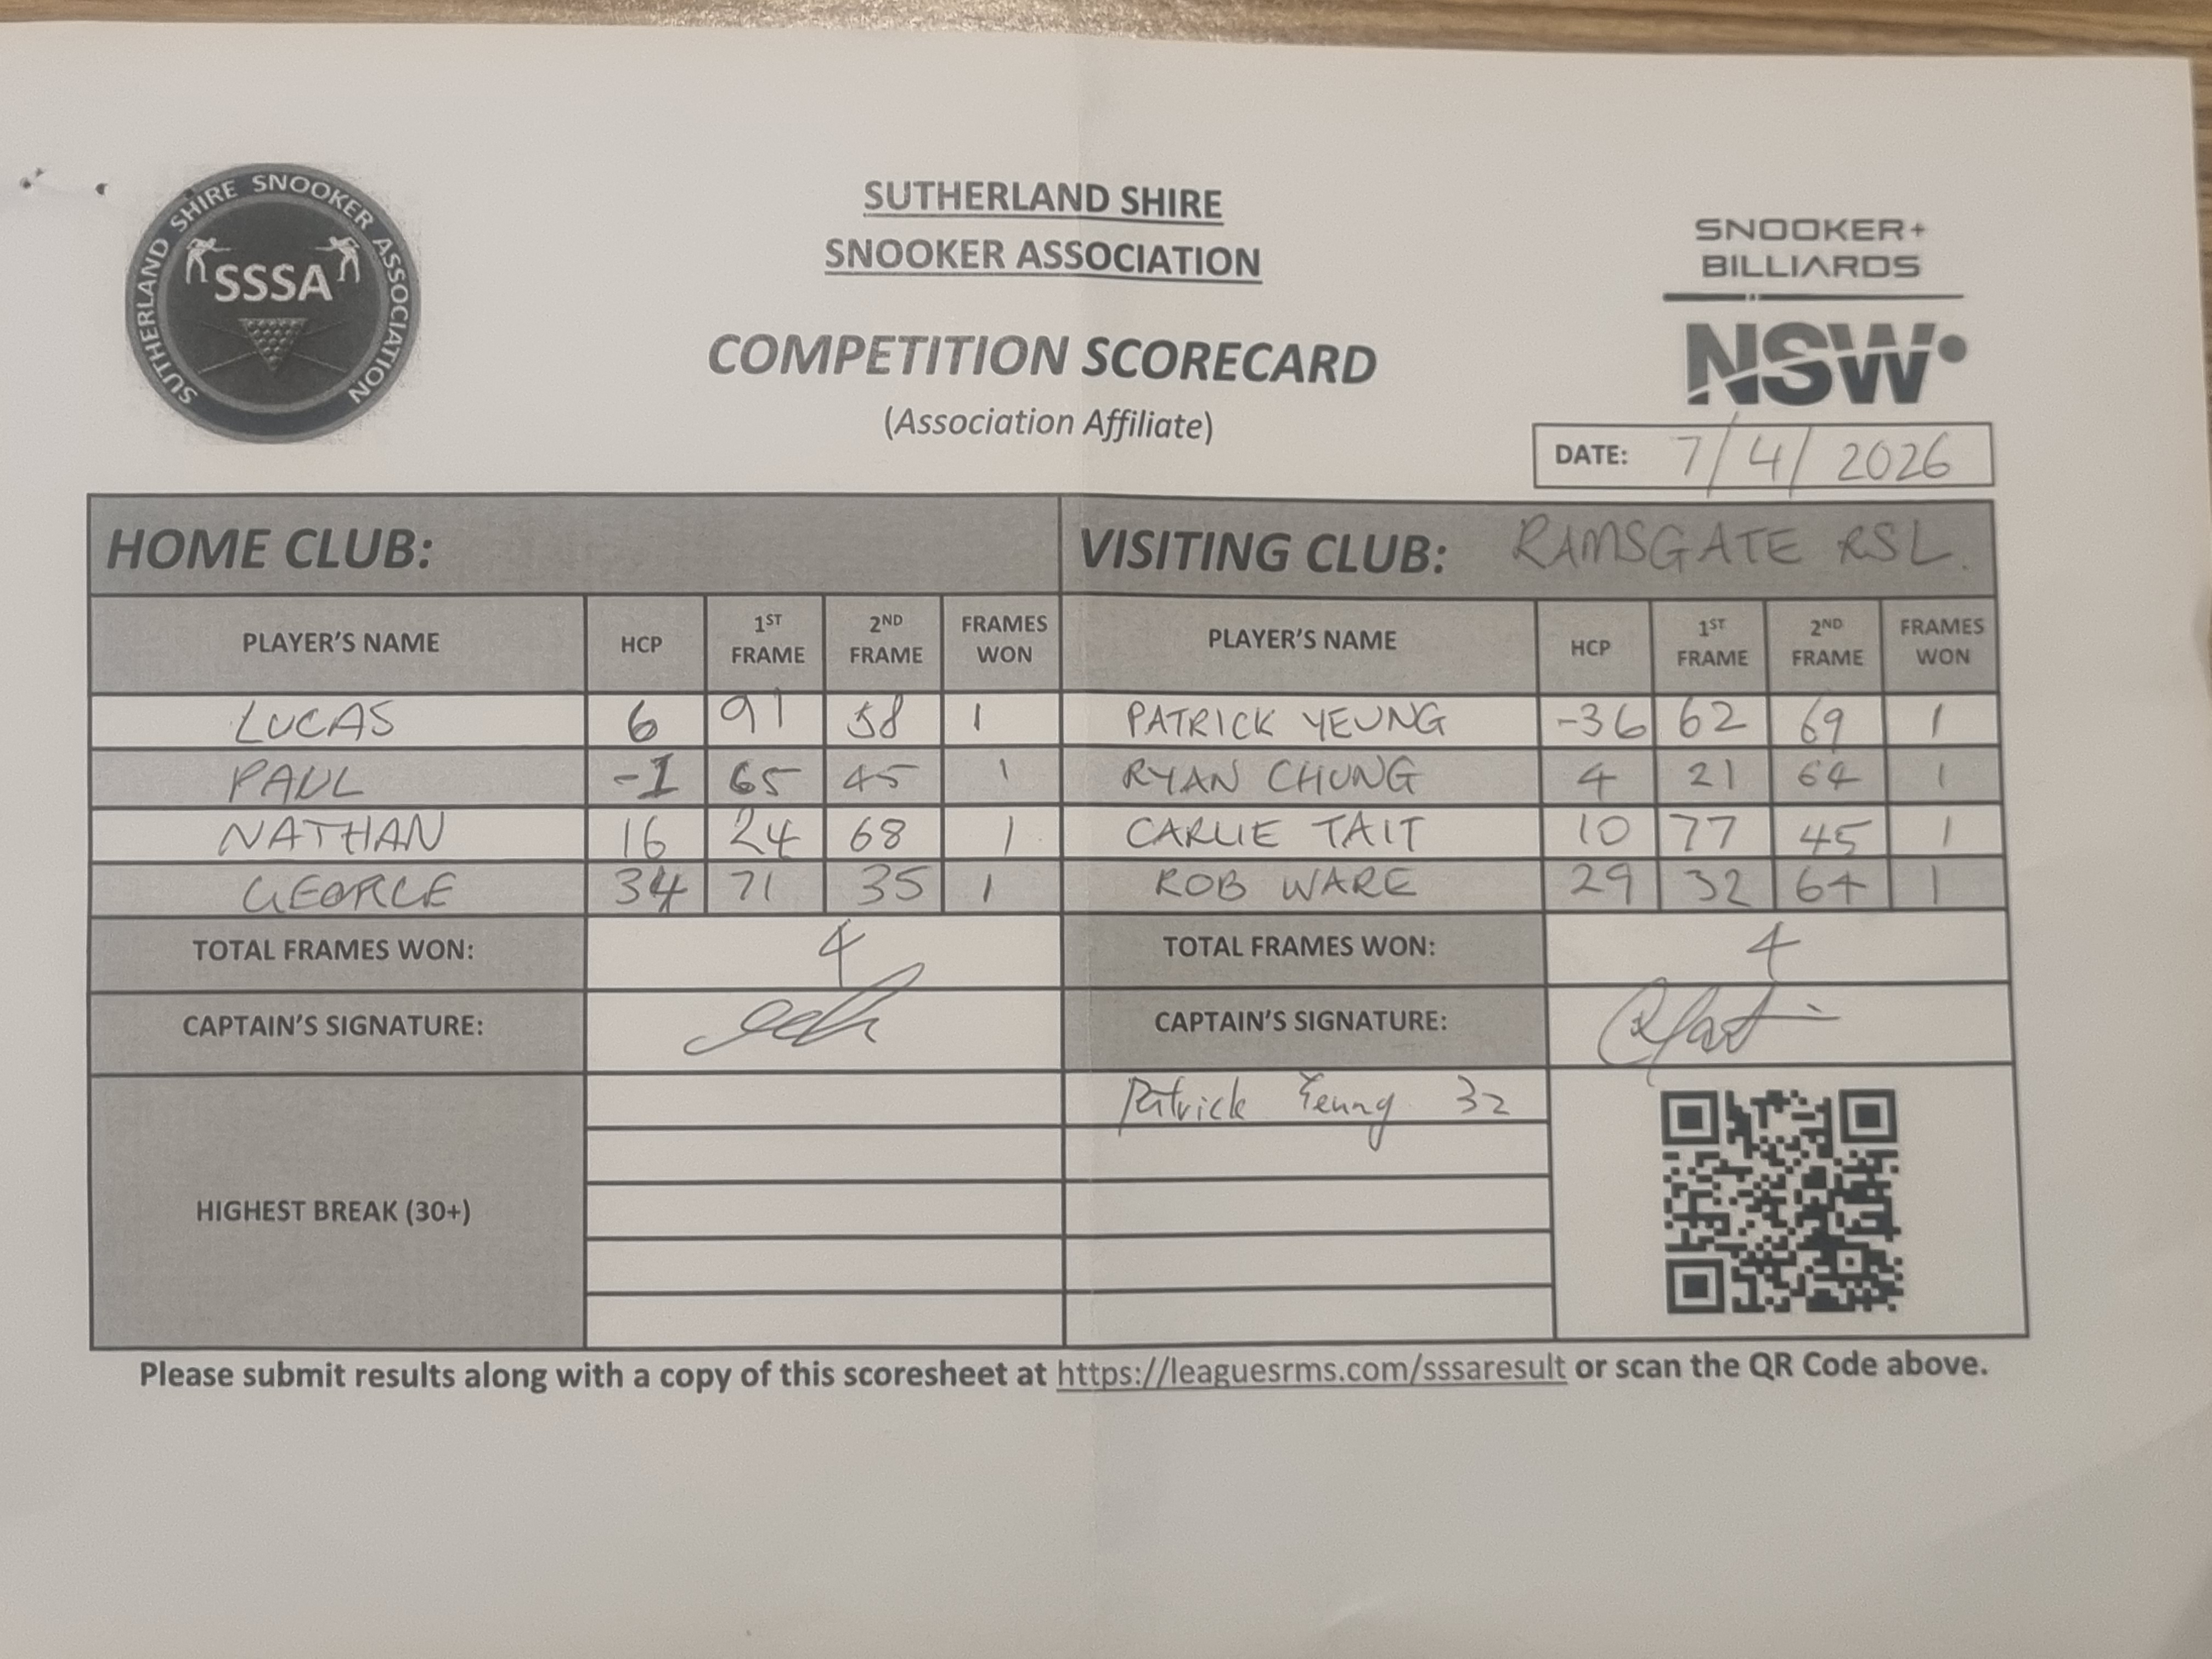 SUTHERLAND SHIRE SNOOKER ASSOCIATION
SSSA
SUTHERLAND SHIRE
SNOOKER ASSOCIATION
COMPETITION SCORECARD
(Association Affiliate)
SNOOKER+
BILLIARDS
NSW
DATE: 7/4/2026
HOME CLUB: VISITING CLUB: RAMSGATE RSL.
PLAYER'S NAME HCP 1ST FRAME 2ND FRAME FRAMES WON PLAYER'S NAME HCP 1ST FRAME 2ND FRAME FRAMES WON
LUCAS 6 91 58 1 PATRICK YEUNG -36 62 69 1
PAUL -1 65 45 1 RYAN CHUNG 4 21 64 1
NATHAN 16 24 68 1 CARLIE TAIT 10 77 45 1
GEORGE 34 71 35 1 ROB WARE 29 32 64 1
TOTAL FRAMES WON: 4 TOTAL FRAMES WON: 4
CAPTAIN'S SIGNATURE: CAPTAIN'S SIGNATURE:
HIGHEST BREAK (30+) Patrick Yeung 32
Please submit results along with a copy of this scoresheet at https://leaguesrms.com/sssaresult or scan the QR Code above.